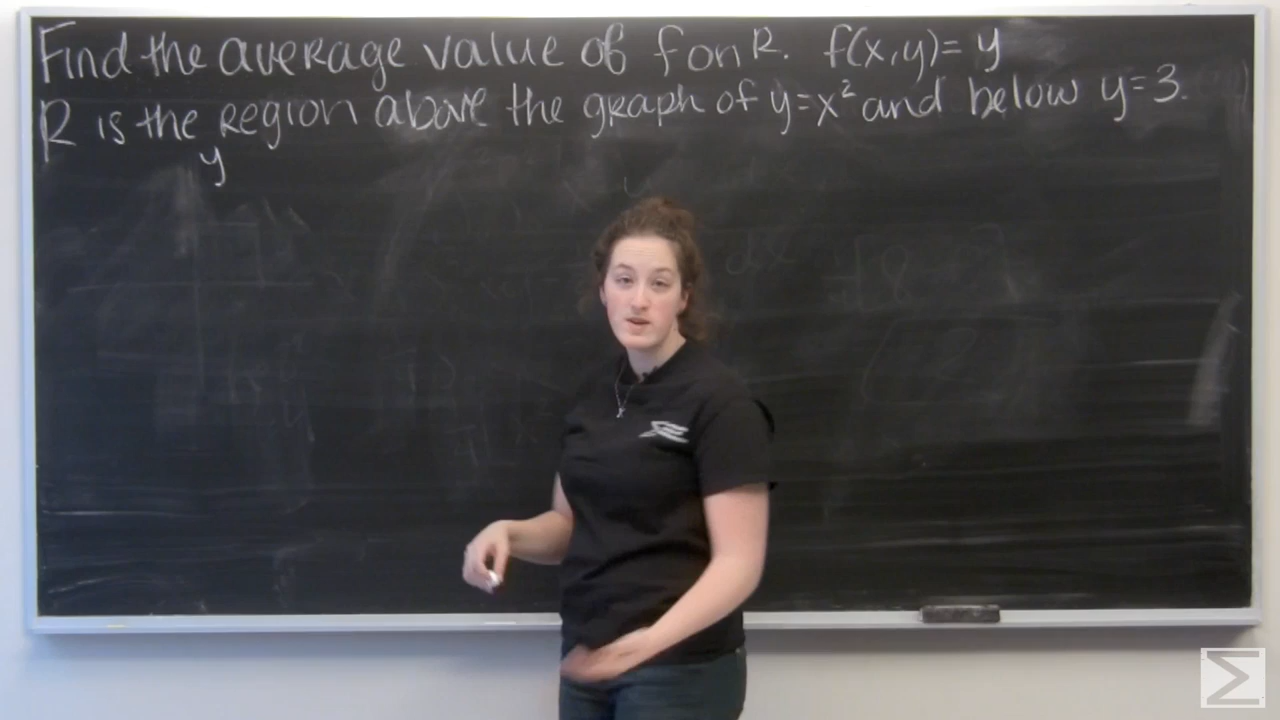 Find the average value of f on R. f(x,y)= y
R is the region above the graph of y=x² and below y=3.
y
Σ